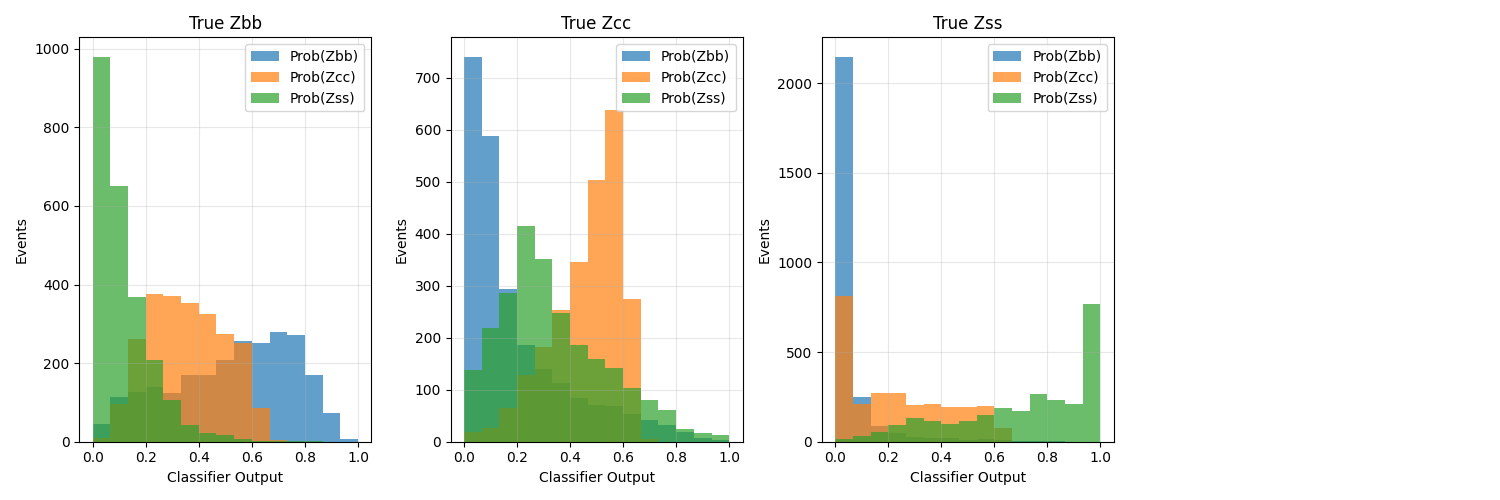 True Zbb
Events
1000
800
600
400
200
0
0.0 0.2 0.4 0.6 0.8 1.0
Classifier Output
Prob(Zbb)
Prob(Zcc)
Prob(Zss)
True Zcc
Events
700
600
500
400
300
200
100
0
0.0 0.2 0.4 0.6 0.8 1.0
Classifier Output
Prob(Zbb)
Prob(Zcc)
Prob(Zss)
True Zss
Events
2000
1500
1000
500
0
0.0 0.2 0.4 0.6 0.8 1.0
Classifier Output
Prob(Zbb)
Prob(Zcc)
Prob(Zss)